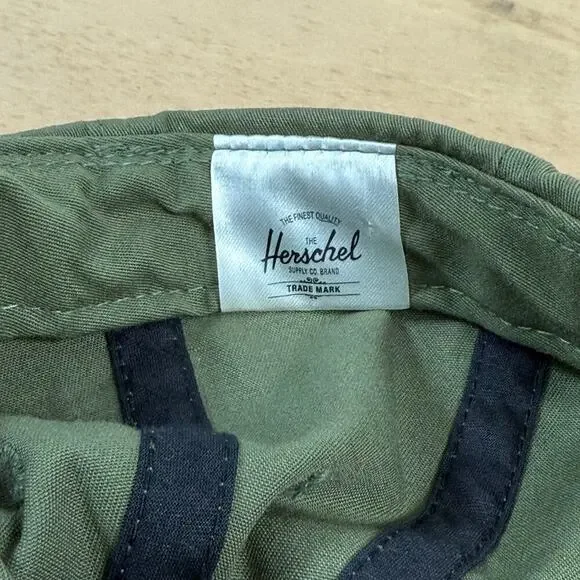 THE FINEST QUALITY
THE
Herschel
SUPPLY CO. BRAND
TRADE MARK